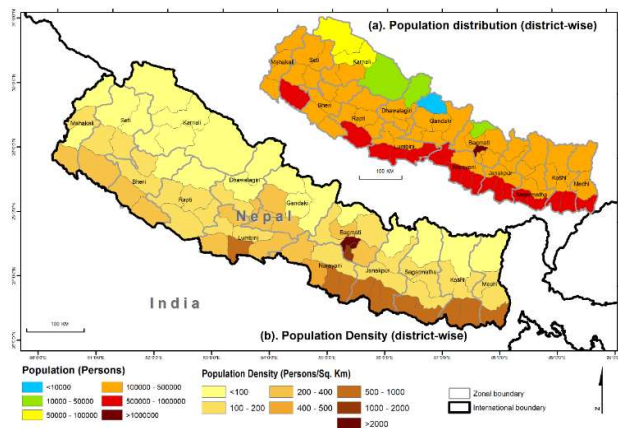 (a). Population distribution (district-wise)
Mahakali
Seti
Karnali
Bheri
Rapti
Dhawalagiri
Gandaki
Lumbini
Bagmati
Narayani
Janakpur
Sagarmatha
Koshi
Mechi
100 KM
Mahakali
Seti
Karnali
Bheri
Rapti
Dhawalagiri
Gandaki
Nepal
Lumbini
Bagmati
Narayani
Janakpur
Sagarmatha
Koshi
Mechi
India
100 KM
(b). Population Density (district-wise)
Population (Persons)
<10000
10000 - 50000
50000 - 100000
100000 - 500000
500000 - 1000000
>1000000
Population Density (Persons/Sq. Km)
<100
100 - 200
200 - 400
400 - 500
500 - 1000
1000 - 2000
>2000
Zonal boundary
International boundary
N